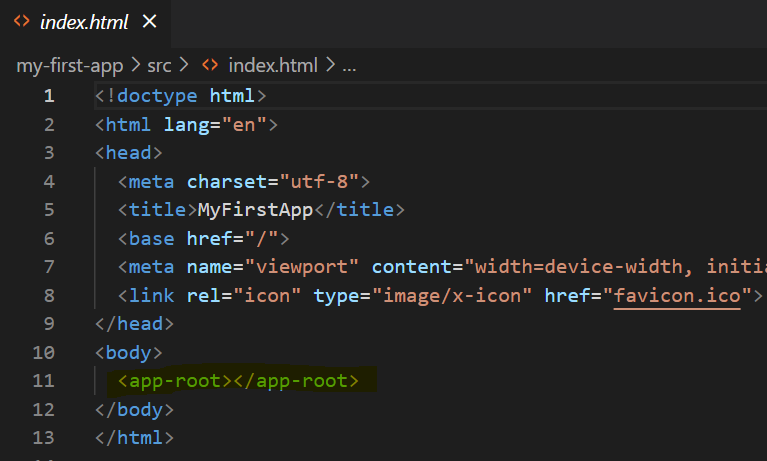 <> index.html ×
my-first-app > src > <> index.html > ...
1 <!doctype html>
2 <html lang="en">
3 <head>
4 <meta charset="utf-8">
5 <title>MyFirstApp</title>
6 <base href="/">
7 <meta name="viewport" content="width=device-width, initia
8 <link rel="icon" type="image/x-icon" href="favicon.ico">
9 </head>
10 <body>
11 <app-root></app-root>
12 </body>
13 </html>